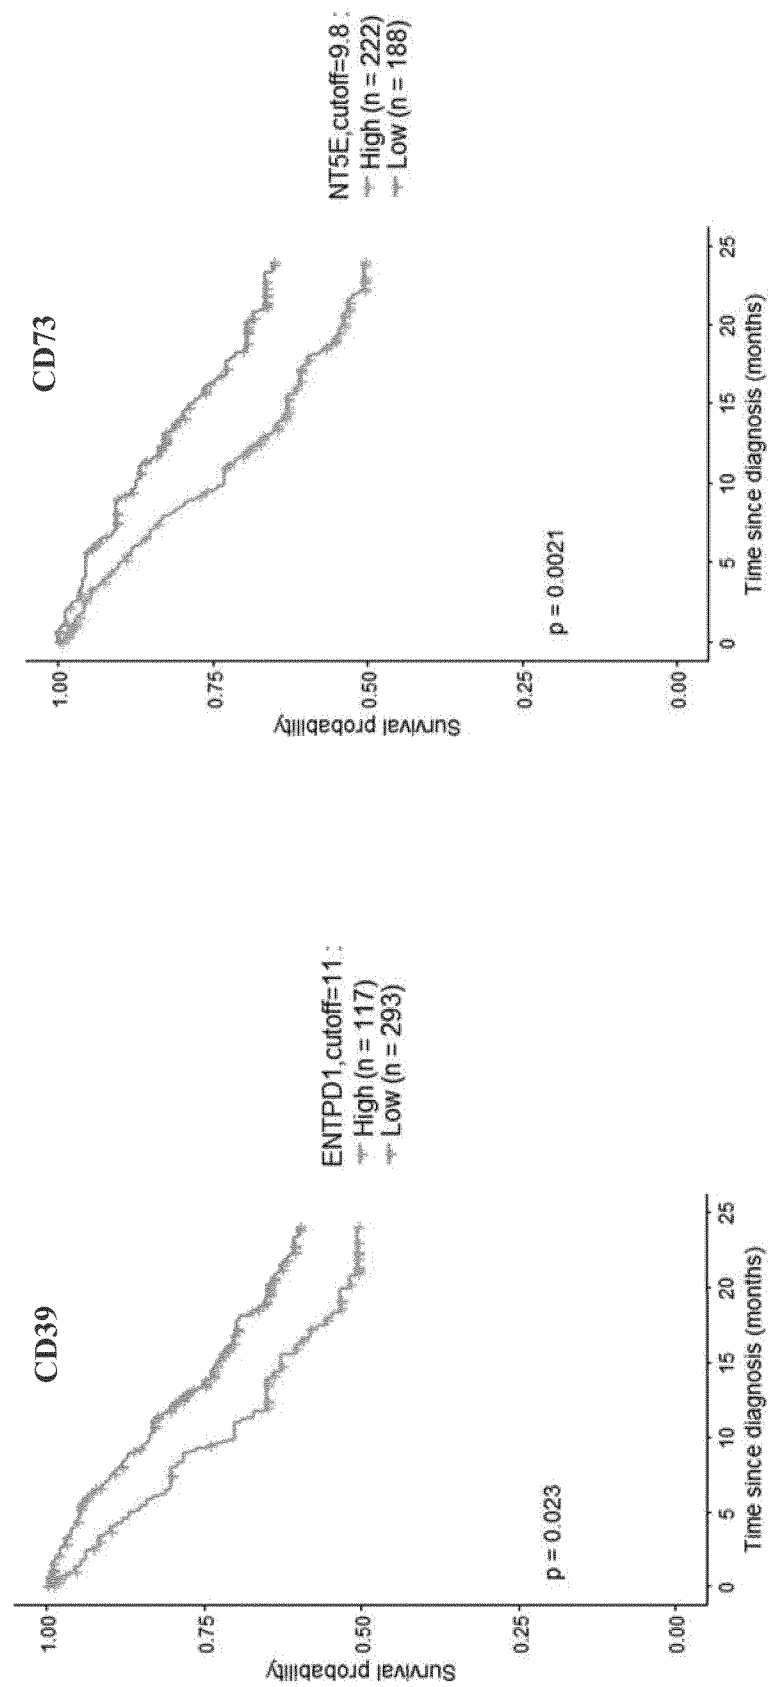 CD39
Survival probability
1.00
0.75
0.50
0.25
0.00
p = 0.023
0 5 10 15 20 25
Time since diagnosis (months)
ENTPD1,cutoff=11 :
High (n = 117)
Low (n = 293)
CD73
Survival probability
1.00
0.75
0.50
0.25
0.00
p = 0.0021
0 5 10 15 20 25
Time since diagnosis (months)
NT5E,cutoff=9.8 :
High (n = 222)
Low (n = 188)